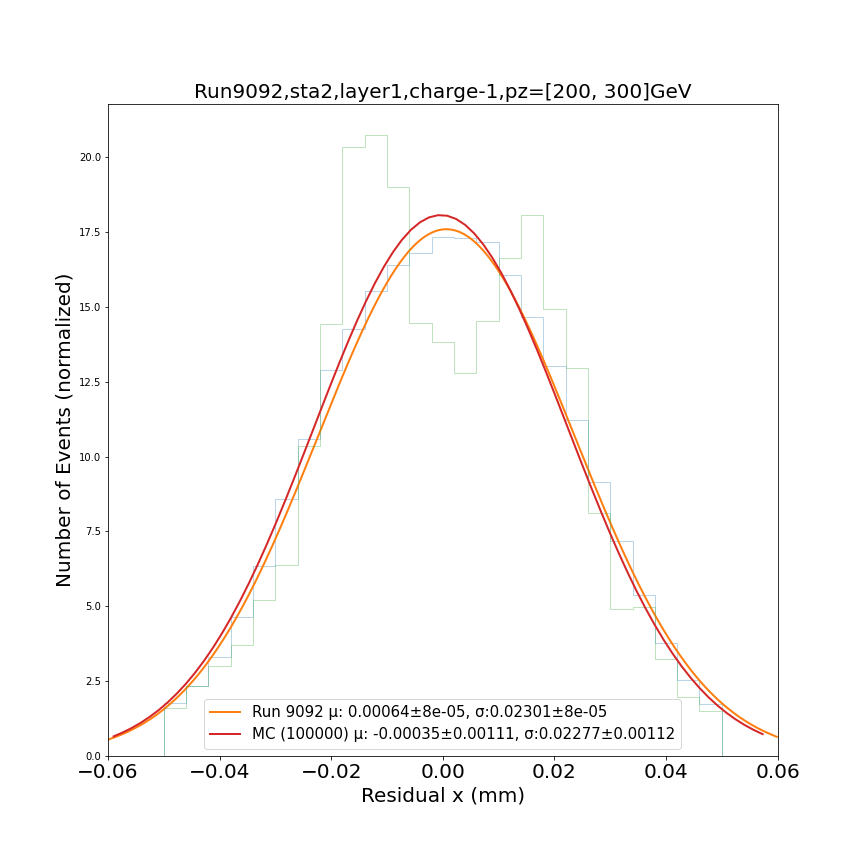 Run9092,sta2,layer1,charge-1,pz=[200, 300]GeV
20.0
17.5
15.0
12.5
10.0
7.5
5.0
2.5
0.0
Number of Events (normalized)
Run 9092 μ: 0.00064±8e-05, σ:0.02301±8e-05
MC (100000) μ: -0.00035±0.00111, σ:0.02277±0.00112
−0.06 −0.04 −0.02 0.00 0.02 0.04 0.06
Residual x (mm)